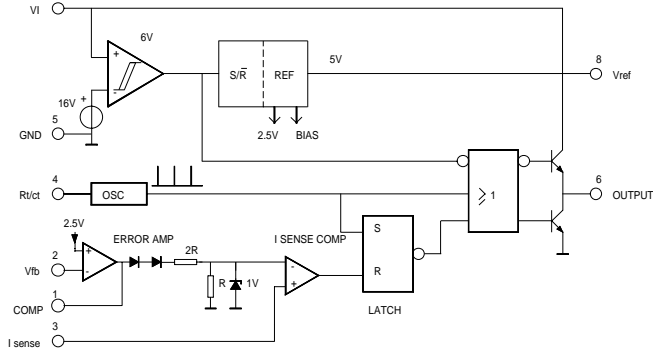 VI
7
6V
S/R̅
REF
5V
8
Vref
16V
+
-
+
5
GND
2.5V
BIAS
4
Rt/ct
OSC
≥ 1
6
OUTPUT
2.5V
ERROR AMP
I SENSE COMP
S
2
Vfb
+
-
2R
R
1V
-
+
R
1
COMP
LATCH
3
I sense